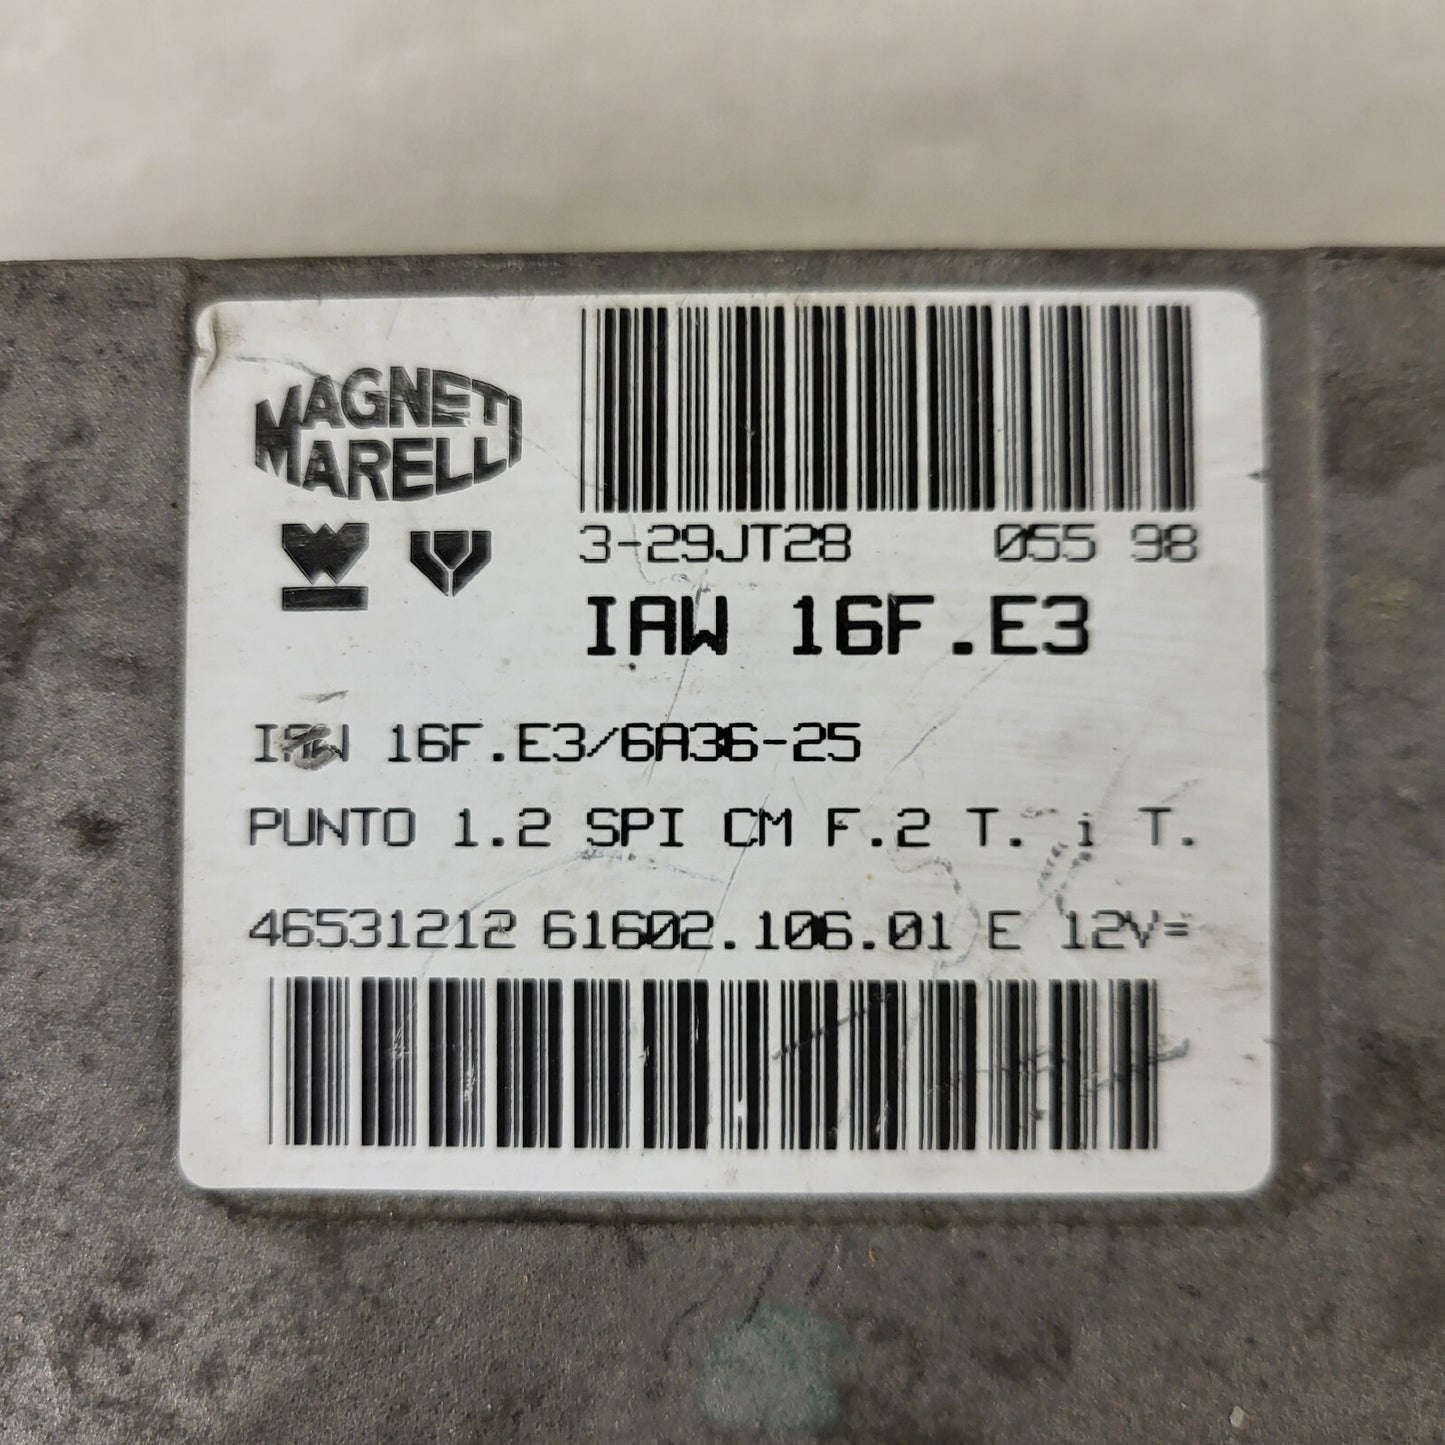 MAGNETI
MARELLI
3-29JT28 055 98
IAW 16F.E3
IAW 16F.E3/6A36-25
PUNTO 1.2 SPI CM F.2 T. i T.
46531212 61602.106.01 E 12V=